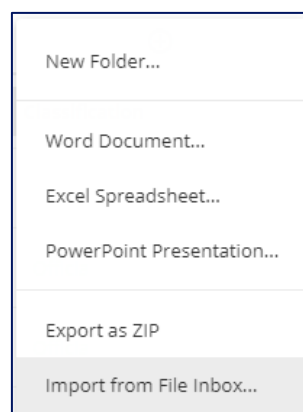 New Folder...
Word Document...
Excel Spreadsheet...
PowerPoint Presentation...
Export as ZIP
Import from File Inbox...